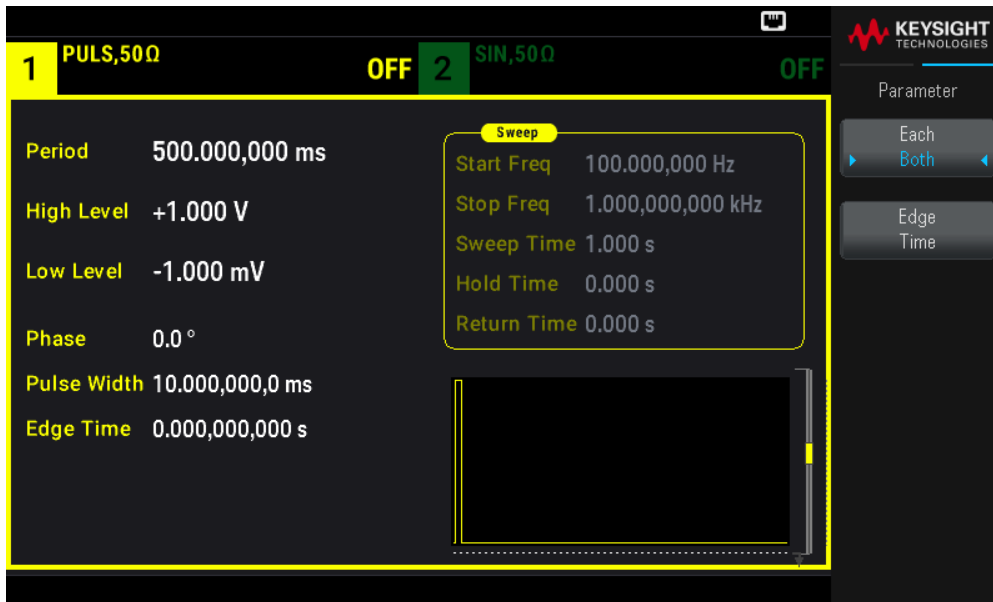 KEYSIGHT
TECHNOLOGIES
1 PULS,50Ω OFF
2 SIN,50Ω OFF
Parameter
Each
Both
Edge
Time
Period 500.000,000 ms
High Level +1.000 V
Low Level -1.000 mV
Phase 0.0 °
Pulse Width 10.000,000,0 ms
Edge Time 0.000,000,000 s
Sweep
Start Freq 100.000,000 Hz
Stop Freq 1.000,000,000 kHz
Sweep Time 1.000 s
Hold Time 0.000 s
Return Time 0.000 s